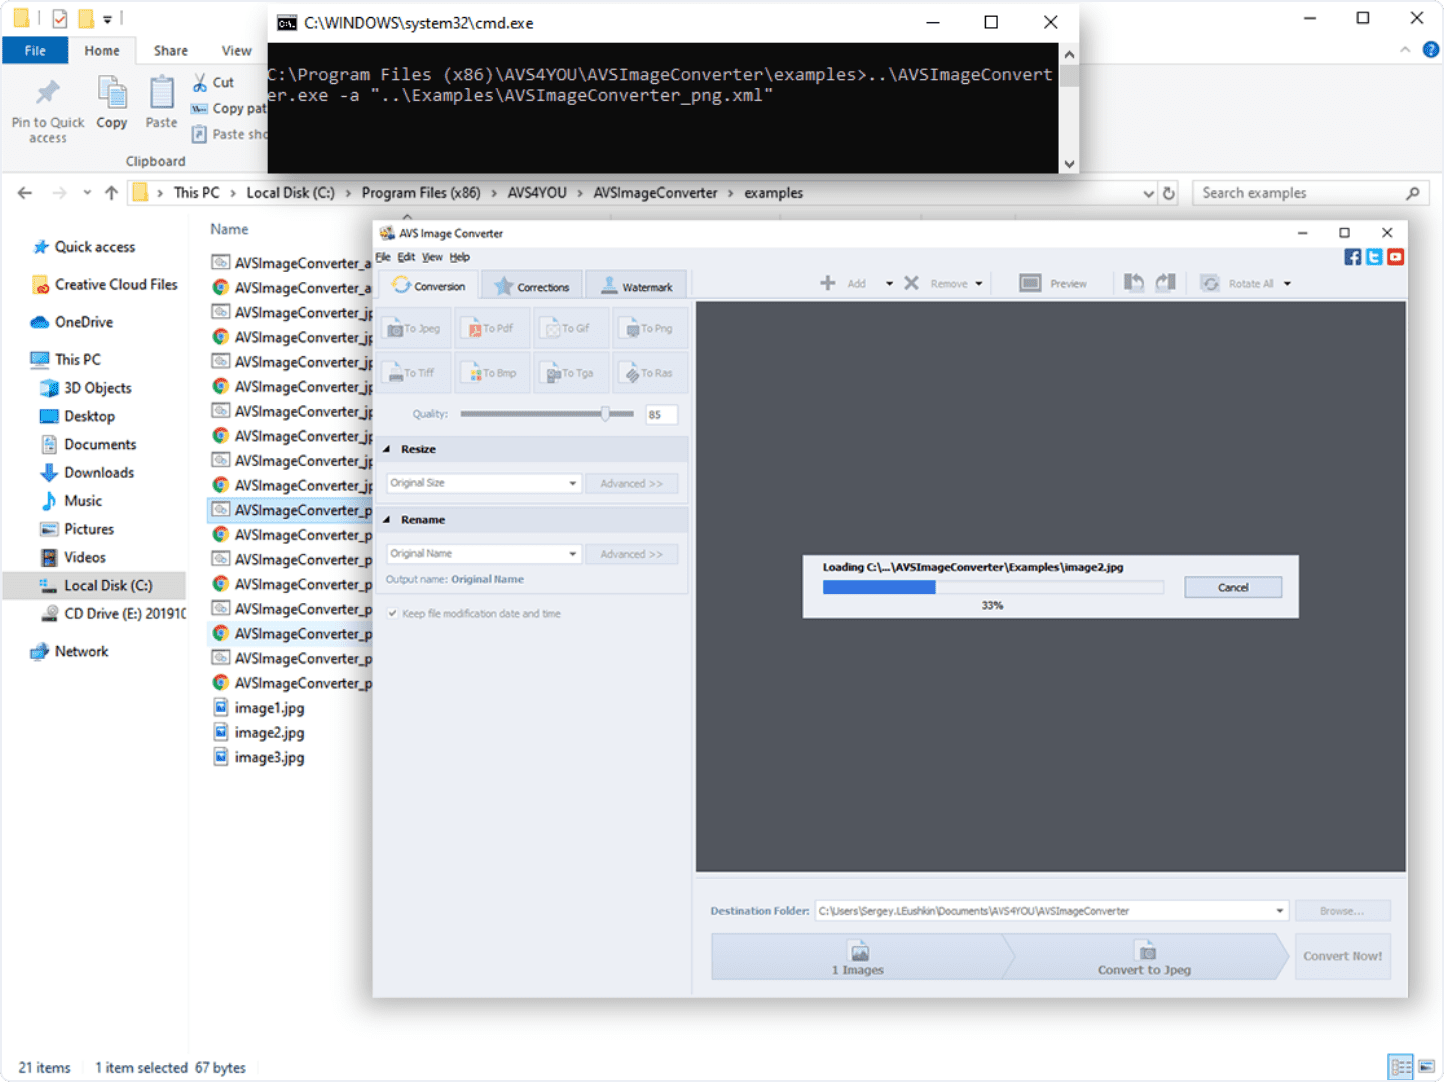 C:\WINDOWS\system32\cmd.exe
C:\Program Files (x86)\AVS4YOU\AVSImageConverter\examples>..\AVSImageConvert
er.exe -a "..\Examples\AVSImageConverter_png.xml"
File
Home
Share
View
Pin to Quick
access
Copy
Paste
Cut
Copy pat
Paste sho
Clipboard
This PC > Local Disk (C:) > Program Files (x86) > AVS4YOU > AVSImageConverter > examples
Search examples
Quick access
Creative Cloud Files
OneDrive
This PC
3D Objects
Desktop
Documents
Downloads
Music
Pictures
Videos
Local Disk (C:)
CD Drive (E:) 20191
Network
Name
AVSImageConverter_a
AVSImageConverter_a
AVSImageConverter_jp
AVSImageConverter_jp
AVSImageConverter_jp
AVSImageConverter_jp
AVSImageConverter_jp
AVSImageConverter_jp
AVSImageConverter_jp
AVSImageConverter_jp
AVSImageConverter_p
AVSImageConverter_p
AVSImageConverter_p
AVSImageConverter_p
AVSImageConverter_p
AVSImageConverter_p
AVSImageConverter_p
AVSImageConverter_p
image1.jpg
image2.jpg
image3.jpg
AVS Image Converter
File Edit View Help
Conversion
Corrections
Watermark
Add
Remove
Preview
Rotate All
To Jpeg
To Pdf
To Gif
To Png
To Tiff
To Bmp
To Tga
To Ras
Quality:
85
Resize
Original Size
Advanced >>
Rename
Original Name
Advanced >>
Output name: Original Name
Keep file modification date and time
Loading C:\...\AVSImageConverter\Examples\image2.jpg
Cancel
33%
Destination Folder:
C:\Users\Sergey.LEushkin\Documents\AVS4YOU\AVSImageConverter
Browse...
1 Images
Convert to Jpeg
Convert Now!
21 items
1 item selected 67 bytes